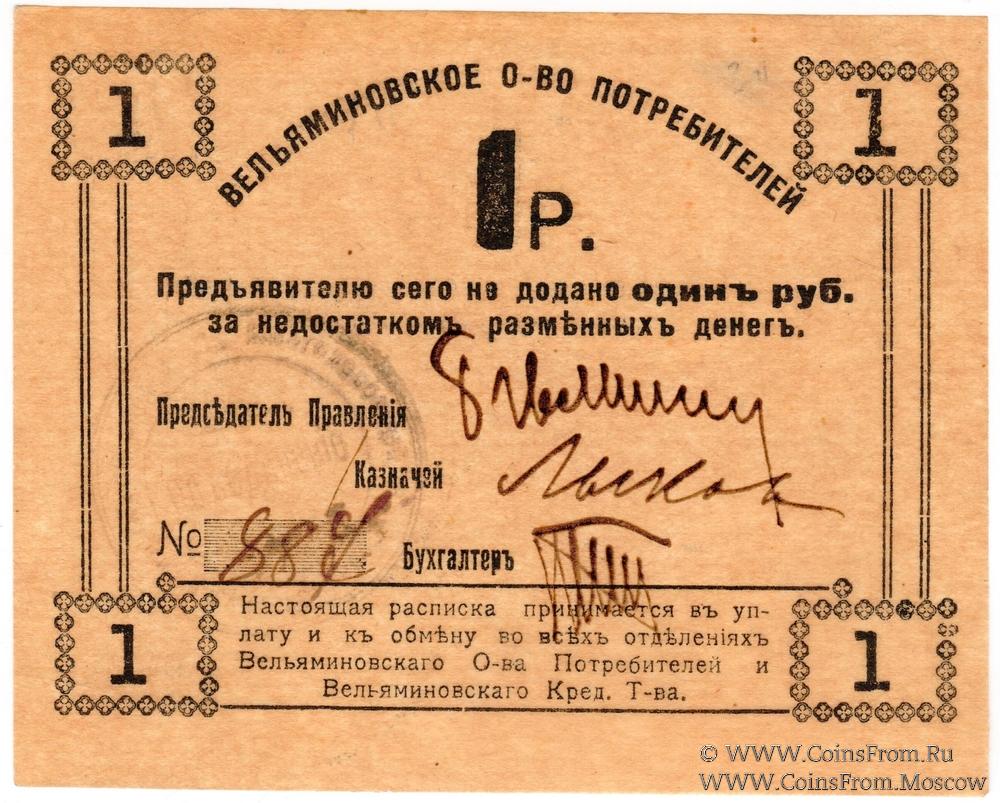 1
1
ВЕЛЬЯМИНОВСКОЕ О-ВО ПОТРЕБИТЕЛЕЙ
1 Р.
Предъявителю сего не додано одинъ руб.
за недостаткомъ размѣнныхъ денегъ.
Предсѣдатель Правленія
Казначей
№
Бухгалтеръ
Настоящая расписка принимается въ уп-
лату и къ обмѣну во всѣхъ отдѣленіяхъ
Вельяминовскаго О-ва Потребителей и
Вельяминовскаго Кред. Т-ва.
1
1
© WWW.CoinsFrom.Ru
WWW.CoinsFrom.Moscow